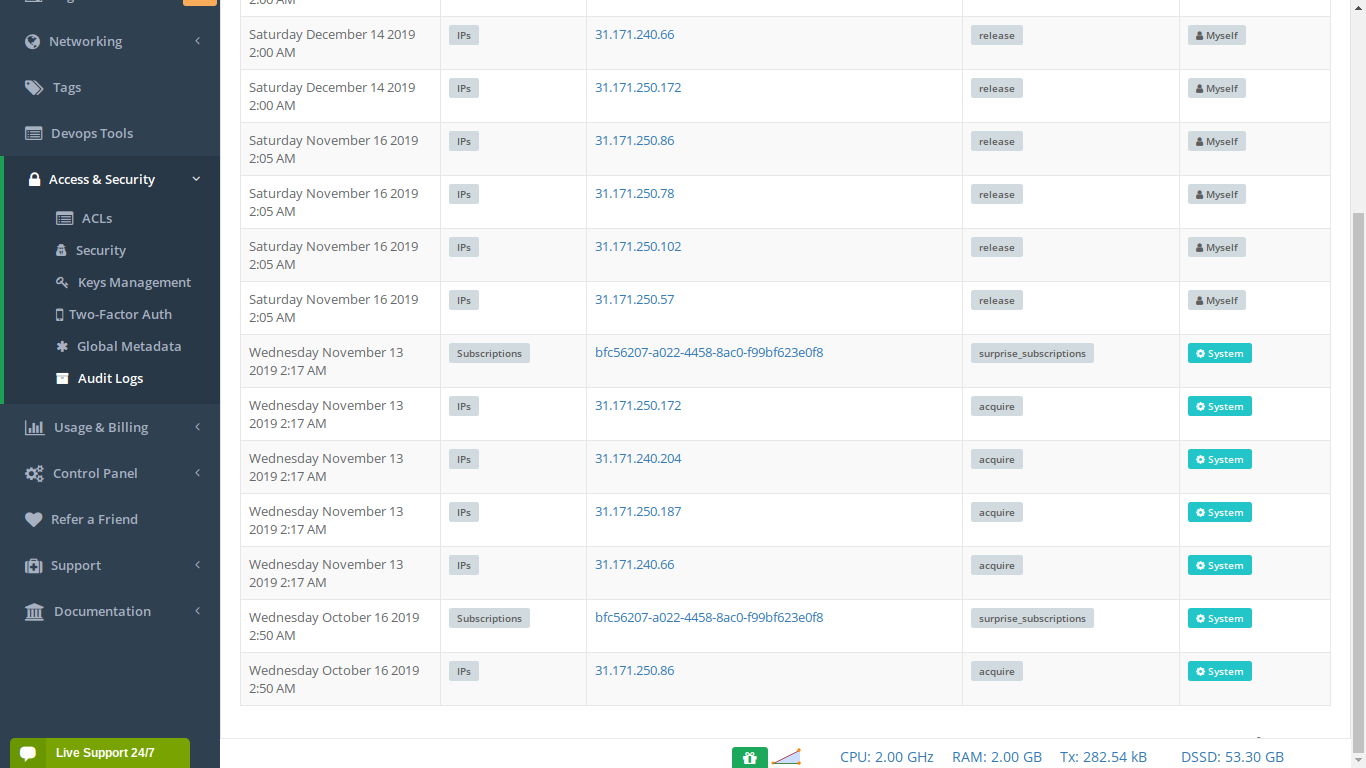 2:00 AM
Networking
Tags
Devops Tools
Access & Security
ACLs
Security
Keys Management
Two-Factor Auth
Global Metadata
Audit Logs
Usage & Billing
Control Panel
Refer a Friend
Support
Documentation
Live Support 24/7
Saturday December 14 2019
2:00 AM
IPs
31.171.240.66
release
Myself
Saturday December 14 2019
2:00 AM
IPs
31.171.250.172
release
Myself
Saturday November 16 2019
2:05 AM
IPs
31.171.250.86
release
Myself
Saturday November 16 2019
2:05 AM
IPs
31.171.250.78
release
Myself
Saturday November 16 2019
2:05 AM
IPs
31.171.250.102
release
Myself
Saturday November 16 2019
2:05 AM
IPs
31.171.250.57
release
Myself
Wednesday November 13
2019 2:17 AM
Subscriptions
bfc56207-a022-4458-8ac0-f99bf623e0f8
surprise_subscriptions
System
Wednesday November 13
2019 2:17 AM
IPs
31.171.250.172
acquire
System
Wednesday November 13
2019 2:17 AM
IPs
31.171.240.204
acquire
System
Wednesday November 13
2019 2:17 AM
IPs
31.171.250.187
acquire
System
Wednesday November 13
2019 2:17 AM
IPs
31.171.240.66
acquire
System
Wednesday October 16 2019
2:50 AM
Subscriptions
bfc56207-a022-4458-8ac0-f99bf623e0f8
surprise_subscriptions
System
Wednesday October 16 2019
2:50 AM
IPs
31.171.250.86
acquire
System
CPU: 2.00 GHz
RAM: 2.00 GB
Tx: 282.54 kB
DSSD: 53.30 GB